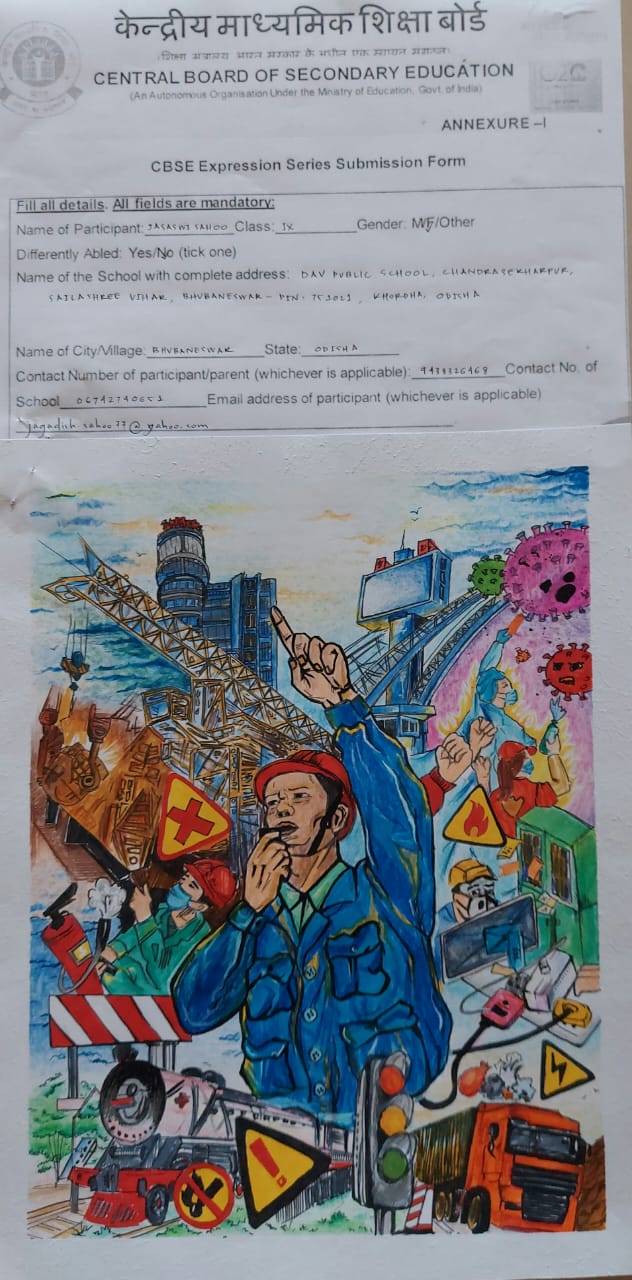 केन्द्रीय माध्यमिक शिक्षा बोर्ड
(शिक्षा मंत्रालय भारत सरकार के अधीन एक स्वायत्त संगठन)
CENTRAL BOARD OF SECONDARY EDUCATION
(An Autonomous Organisation Under the Ministry of Education, Govt. of India)
ANNEXURE –I
CBSE Expression Series Submission Form
Fill all details. All fields are mandatory:
Name of Participant: JASASWI SAHOO Class: IX Gender: M/F/Other
Differently Abled: Yes/No (tick one)
Name of the School with complete address: DAV PUBLIC SCHOOL, CHANDRASEKHARPUR,
SAILASHREE VIHAR, BHUBANESWAR - PIN: 751021, KHORDHA, ODISHA
Name of City/Village: BHUBANESWAR State: ODISHA
Contact Number of participant/parent (whichever is applicable): 9438326469 Contact No. of
School 06742740651 Email address of participant (whichever is applicable)
jagadish.sahoo77@yahoo.com